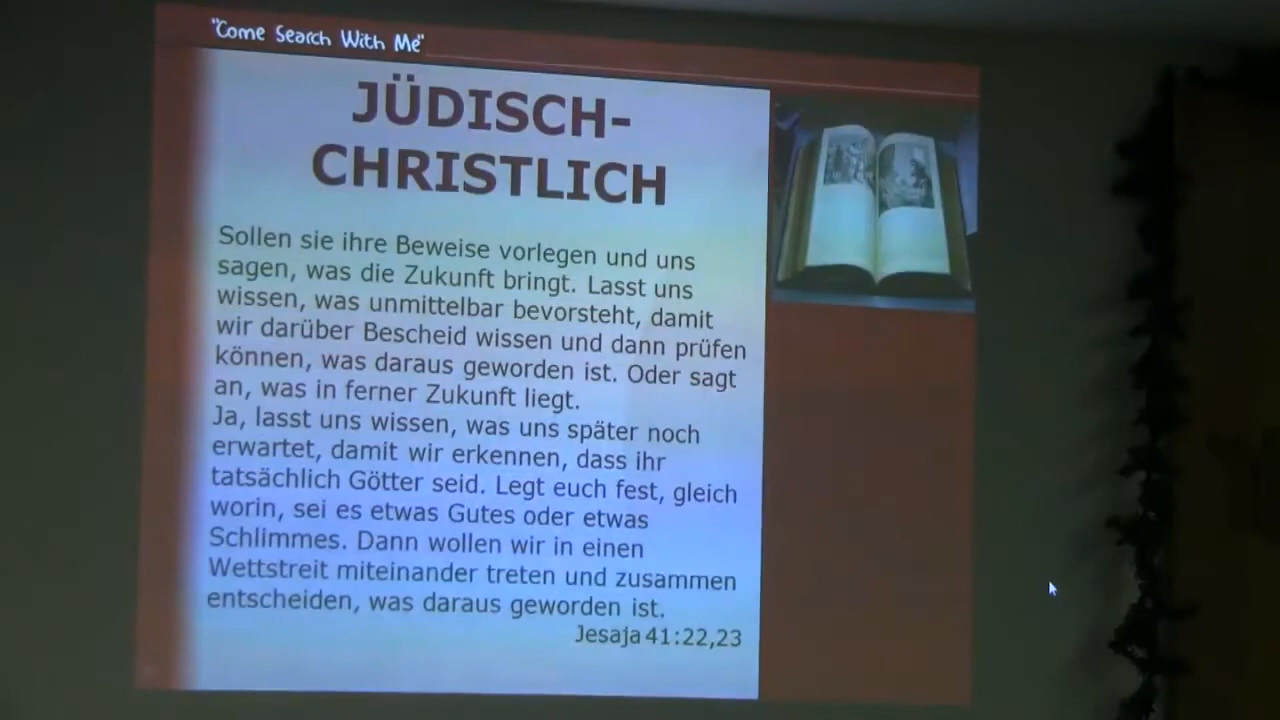 "Come Search With Me"
JÜDISCH-
CHRISTLICH
Sollen sie ihre Beweise vorlegen und uns
sagen, was die Zukunft bringt. Lasst uns
wissen, was unmittelbar bevorsteht, damit
wir darüber Bescheid wissen und dann prüfen
können, was daraus geworden ist. Oder sagt
an, was in ferner Zukunft liegt.
Ja, lasst uns wissen, was uns später noch
erwartet, damit wir erkennen, dass ihr
tatsächlich Götter seid. Legt euch fest, gleich
worin, sei es etwas Gutes oder etwas
Schlimmes. Dann wollen wir in einen
Wettstreit miteinander treten und zusammen
entscheiden, was daraus geworden ist.
Jesaja 41:22,23